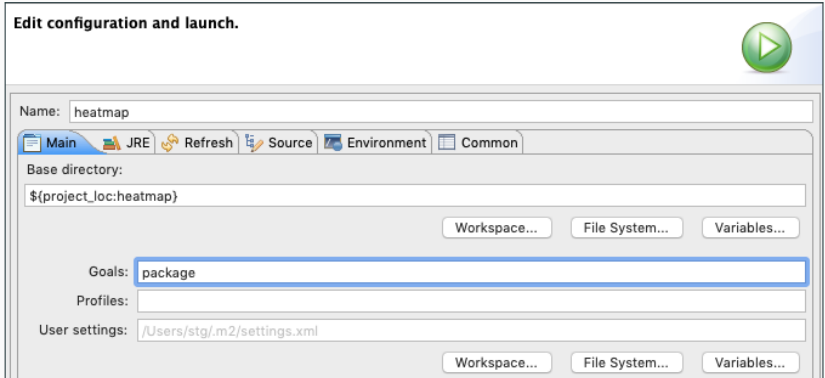 Edit configuration and launch.
Name: heatmap
Main JRE Refresh Source Environment Common
Base directory:
${project_loc:heatmap}
Workspace... File System... Variables...
Goals: package
Profiles:
User settings: /Users/stg/.m2/settings.xml
Workspace... File System... Variables...